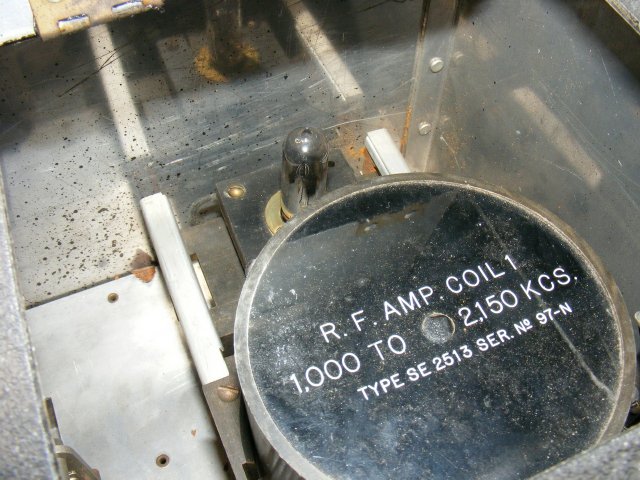 R. F. AMP. COIL 1
1,000 TO 2,150 KCS.
TYPE SE 2513 SER. Nº 97-N